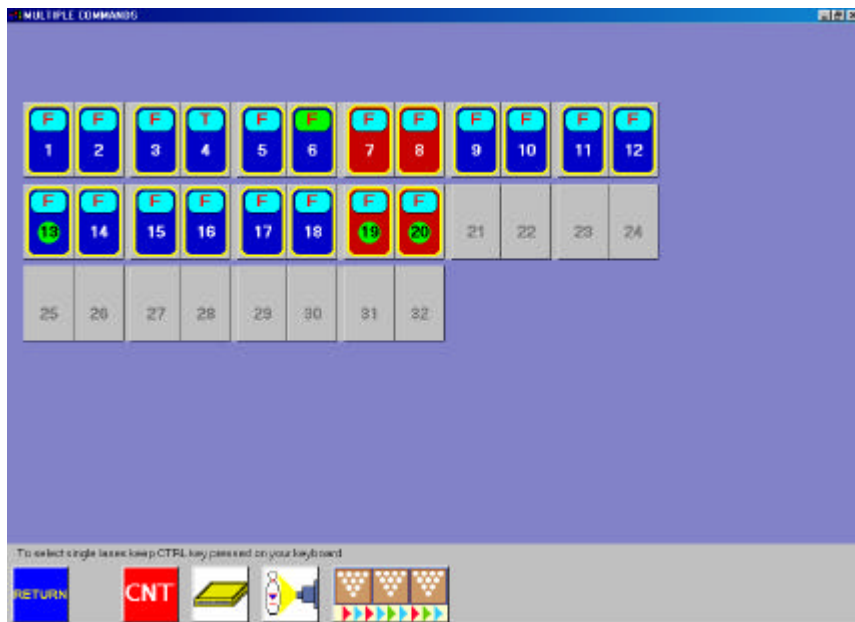 MULTIPLE COMMANDS
F F F T F F F F F F F F
1 2 3 4 5 6 7 8 9 10 11 12
F F F F F F F F
13 14 15 16 17 18 19 20 21 22 23 24
25 26 27 28 29 30 31 32
To select single lanes keep CTRL key pressed on your keyboard
RETURN CNT